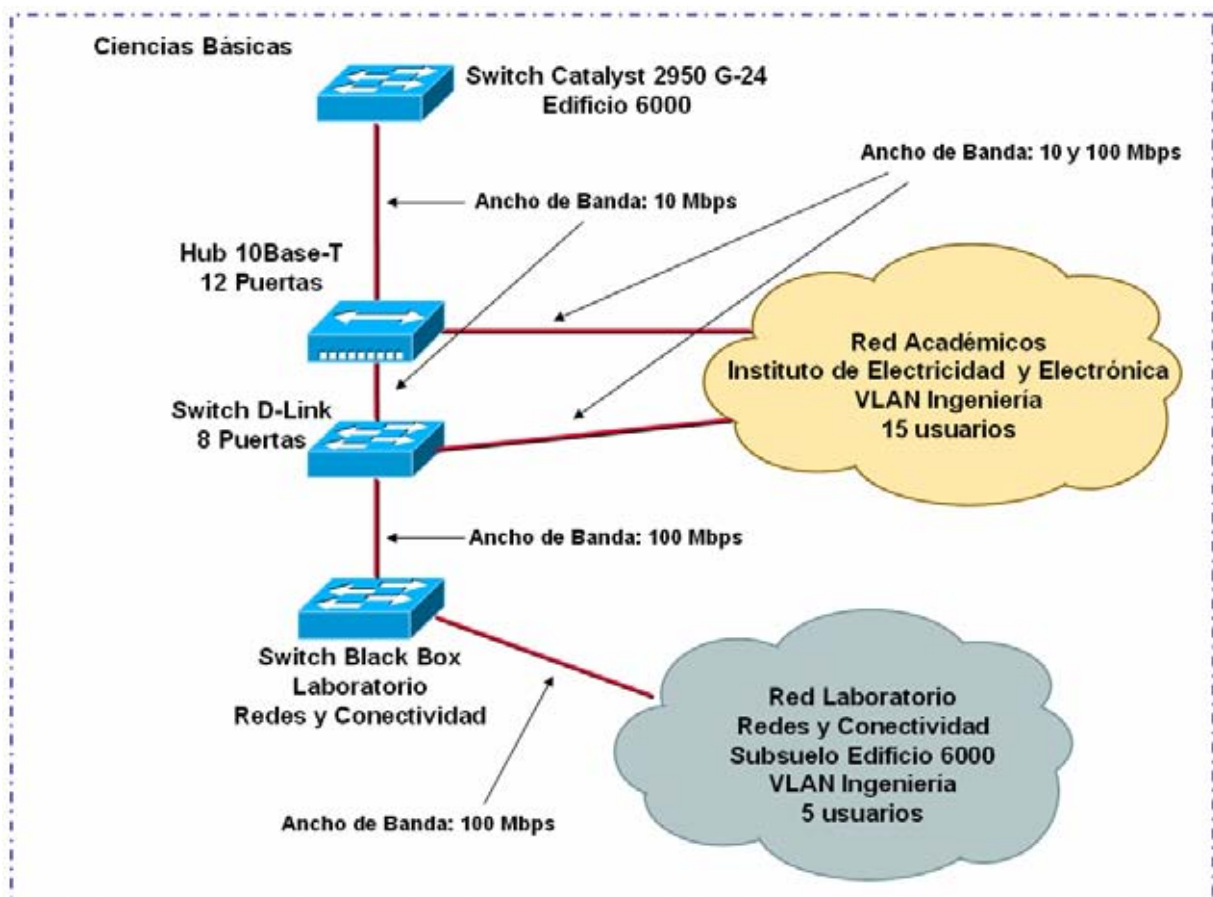 Ciencias Básicas
Switch Catalyst 2950 G-24
Edificio 6000
Ancho de Banda: 10 y 100 Mbps
Ancho de Banda: 10 Mbps
Hub 10Base-T
12 Puertas
Red Académicos
Instituto de Electricidad y Electrónica
VLAN Ingeniería
15 usuarios
Switch D-Link
8 Puertas
Ancho de Banda: 100 Mbps
Switch Black Box
Laboratorio
Redes y Conectividad
Red Laboratorio
Redes y Conectividad
Subsuelo Edificio 6000
VLAN Ingeniería
5 usuarios
Ancho de Banda: 100 Mbps